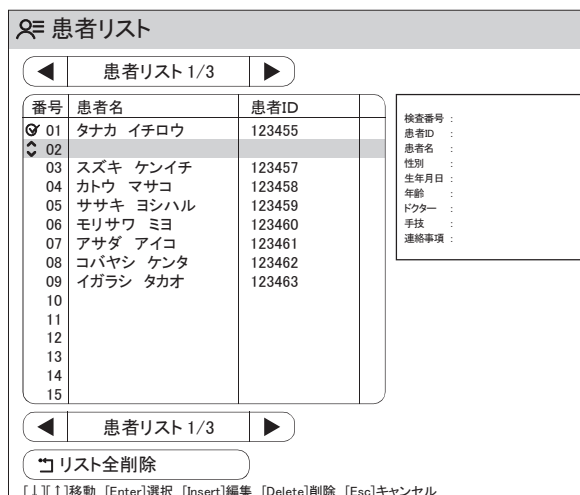 患者リスト
患者リスト 1/3
番号 患者名 患者ID
01 タナカ イチロウ 123455
02
03 スズキ ケンイチ 123457
04 カトウ マサコ 123458
05 ササキ ヨシハル 123459
06 モリサワ ミヨ 123460
07 アサダ アイコ 123461
08 コバヤシ ケンタ 123462
09 イガラシ タカオ 123463
10
11
12
13
14
15
検査番号 :
患者ID :
患者名 :
性別 :
生年月日 :
年齢 :
ドクター :
手技 :
連絡事項 :
患者リスト 1/3
リスト全削除
[↓][↑]移動 [Enter]選択 [Insert]編集 [Delete]削除 [Esc]キャンセル